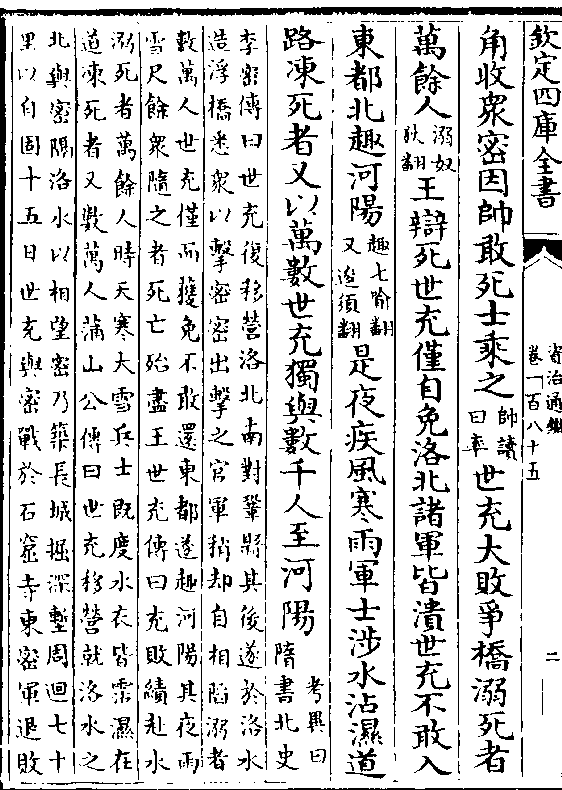 欽定四庫全書
資治通鑑
卷一百八十五
二
角收衆密因帥敢死士乘之帥讀曰率世充大敗爭橋溺死者
萬餘人溺奴狄翻王辯死世充僅自免洛北諸軍皆潰世充不敢入
東都北趣河陽趣七喻翻又逡須翻是夜疾風寒雨軍士涉水沾濕道
路凍死者又以萬數世充獨與數千人至河陽考異曰隋書北史
李密傳曰世充復移營洛北南對鞏縣其後遂於洛水
造浮橋悉衆以擊密密出擊之官軍稍却自相陷溺者
數萬人世充僅而獲免不敢還東都遂趣河陽其夜雨
雪尺餘衆隨之者死亡殆盡王世充傳曰充敗績赴水
溺死者萬餘人時天寒大雪兵士既度水衣皆霑濕在
道凍死者又數萬人蒲山公傳曰世充移營就洛水之
北與密隔洛水以相望密乃築長城掘深塹周迴七十
里以自固十五日世充與密戰於石窟寺東密軍退敗